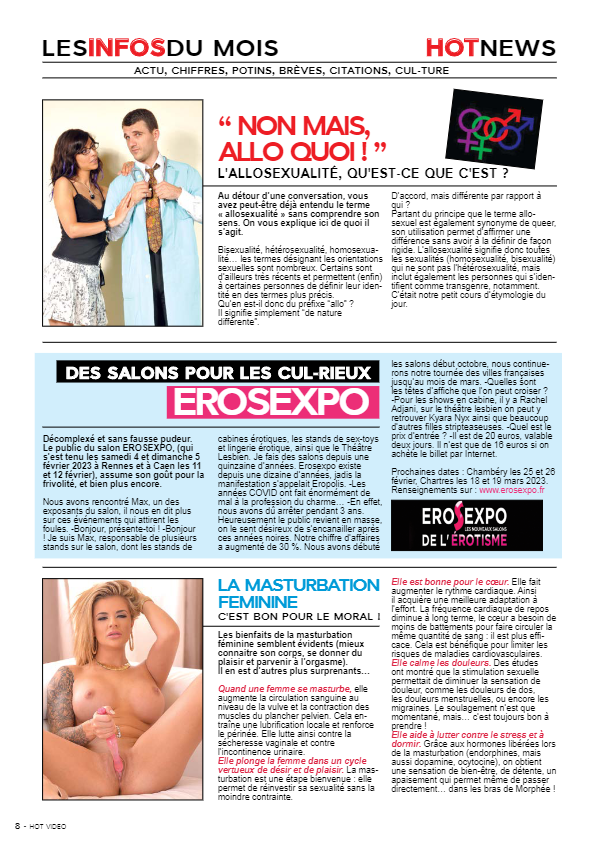 LESINFOSDU MOIS
HOTNEWS
ACTU, CHIFFRES, POTINS, BRÈVES, CITATIONS, CUL-TURE
“ NON MAIS,
ALLO QUOI ! ”
L'ALLOSEXUALITÉ, QU'EST-CE QUE C'EST ?
Au détour d'une conversation, vous
avez peut-être déjà entendu le terme
« allosexualité » sans comprendre son
sens. On vous explique ici de quoi il
s'agit.
Bisexualité, hétérosexualité, homosexua-
lité… les termes désignant les orientations
sexuelles sont nombreux. Certains sont
d'ailleurs très récents et permettent (enfin)
à certaines personnes de définir leur iden-
tité en des termes plus précis.
Qu'en est-il donc du préfixe “allo” ?
Il signifie simplement “de nature
différente”.
D'accord, mais différente par rapport à
qui ?
Partant du principe que le terme allo-
sexuel est également synonyme de queer,
son utilisation permet d'affirmer une
différence sans avoir à la définir de façon
rigide. L'allosexualité signifie donc toutes
les sexualités (homosexualité, bisexualité)
qui ne sont pas l'hétérosexualité, mais
inclut également les personnes qui s'iden-
tifient comme transgenre, notamment.
C'était notre petit cours d'étymologie du
jour.
DES SALONS POUR LES CUL-RIEUX
EROSEXPO
Décomplexé et sans fausse pudeur.
Le public du salon EROSEXPO, (qui
s'est tenu les samedi 4 et dimanche 5
février 2023 à Rennes et à Caen les 11
et 12 février), assume son goût pour la
frivolité, et bien plus encore.
Nous avons rencontré Max, un des
exposants du salon, il nous en dit plus
sur ces événements qui attirent les
foules. -Bonjour, présente-toi ! -Bonjour
! Je suis Max, responsable de plusieurs
stands sur le salon, dont les stands de
cabines érotiques, les stands de sex-toys
et lingerie érotique, ainsi que le Théâtre
Lesbien. Je fais des salons depuis une
quinzaine d'années. Erosexpo existe
depuis une dizaine d'années, jadis la
manifestation s'appelait Eropolis. -Les
années COVID ont fait énormément de
mal à la profession du charme… -En effet,
nous avons dû arrêter pendant 3 ans.
Heureusement le public revient en masse,
on le sent désireux de s'encanailler après
ces années noires. Notre chiffre d'affaires
a augmenté de 30 %. Nous avons débuté
les salons début octobre, nous continue-
rons notre tournée des villes françaises
jusqu'au mois de mars. -Quelles sont
les têtes d'affiche que l'on peut croiser ?
-Pour les shows en cabine, il y a Rachel
Adjani, sur le théâtre lesbien on peut y
retrouver Kyara Nyx ainsi que beaucoup
d'autres filles stripteaseuses. -Quel est le
prix d'entrée ? -Il est de 20 euros, valable
deux jours. Il n'est que de 16 euros si on
achète le billet par Internet.
Prochaines dates : Chambéry les 25 et 26
février, Chartres les 18 et 19 mars 2023.
Renseignements sur : www.erosexpo.fr
EROSEXPO
LES NOUVEAUX SALONS
DE L'ÉROTISME
LA MASTURBATION
FEMININE
C'EST BON POUR LE MORAL !
Les bienfaits de la masturbation
féminine semblent évidents (mieux
connaitre son corps, se donner du
plaisir et parvenir à l'orgasme).
Il en est d'autres plus surprenants…
Quand une femme se masturbe, elle
augmente la circulation sanguine au
niveau de la vulve et la contraction des
muscles du plancher pelvien. Cela en-
traîne une lubrification locale et renforce
le périnée. Elle lutte ainsi contre la
sécheresse vaginale et contre
l'incontinence urinaire.
Elle plonge la femme dans un cycle
vertueux de désir et de plaisir. La mas-
turbation est une étape bienvenue : elle
permet de réinvestir sa sexualité sans la
moindre contrainte.
Elle est bonne pour le cœur. Elle fait
augmenter le rythme cardiaque. Ainsi
il acquière une meilleure adaptation à
l'effort. La fréquence cardiaque de repos
diminue à long terme, le cœur a besoin de
moins de battements pour faire circuler la
même quantité de sang : il est plus effi-
cace. Cela est bénéfique pour limiter les
risques de maladies cardiovasculaires.
Elle calme les douleurs. Des études
ont montré que la stimulation sexuelle
permettait de diminuer la sensation de
douleur, comme les douleurs de dos,
les douleurs menstruelles, ou encore les
migraines. Le soulagement n'est que
momentané, mais… c'est toujours bon à
prendre !
Elle aide à lutter contre le stress et à
dormir. Grâce aux hormones libérées lors
de la masturbation (endorphines, mais
aussi dopamine, ocytocine), on obtient
une sensation de bien-être, de détente, un
apaisement qui permet même de passer
directement… dans les bras de Morphée !
8 - HOT VIDEO